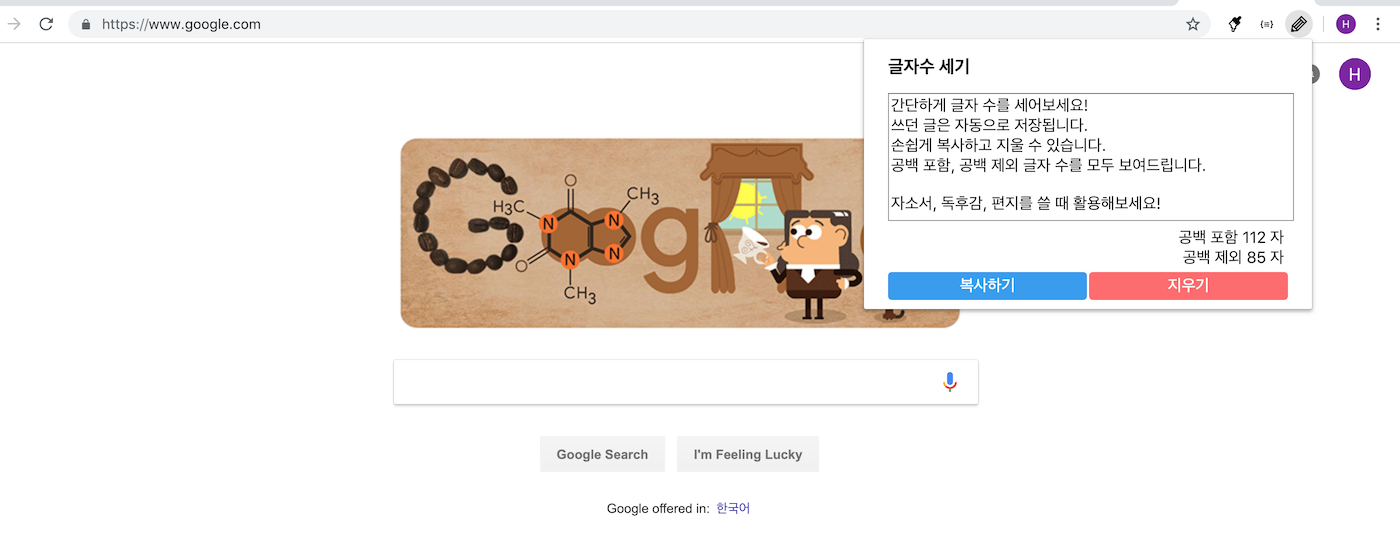 https://www.google.com
H
글자수 세기
H
간단하게 글자 수를 세어보세요!
쓰던 글은 자동으로 저장됩니다.
손쉽게 복사하고 지울 수 있습니다.
공백 포함, 공백 제외 글자 수를 모두 보여드립니다.
자소서, 독후감, 편지를 쓸 때 활용해보세요!
공백 포함 112 자
공백 제외 85 자
복사하기
지우기
G
g
O
CH3
H3C
N
N
N
N
O
CH3
Google Search
I'm Feeling Lucky
Google offered in: 한국어